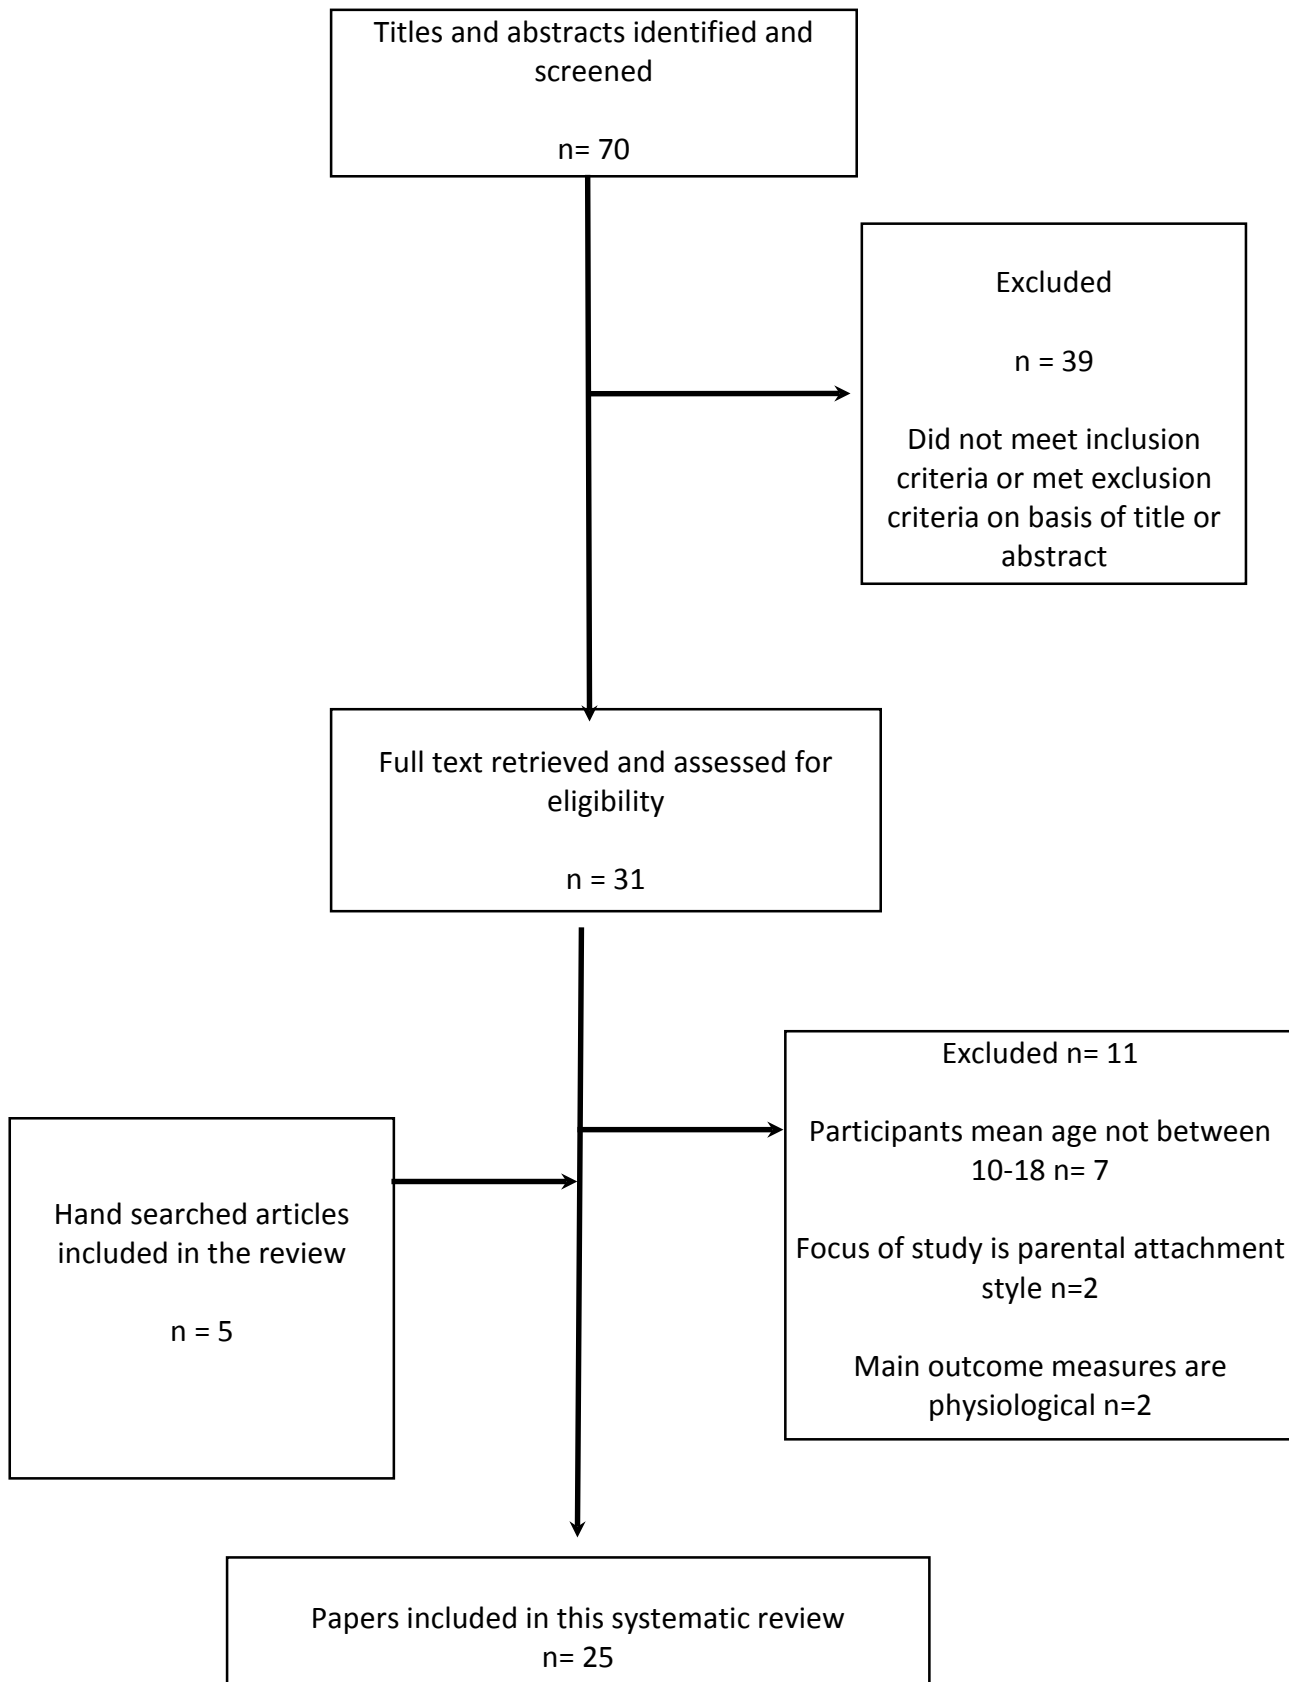 Titles and abstracts identified and
screened
n= 70
Excluded
n = 39
Did not meet inclusion
criteria or met exclusion
criteria on basis of title or
abstract
Full text retrieved and assessed for
eligibility
n = 31
Excluded n= 11
Participants mean age not between
10-18 n= 7
Focus of study is parental attachment
style n=2
Main outcome measures are
physiological n=2
Hand searched articles
included in the review
n = 5
Papers included in this systematic review
n= 25